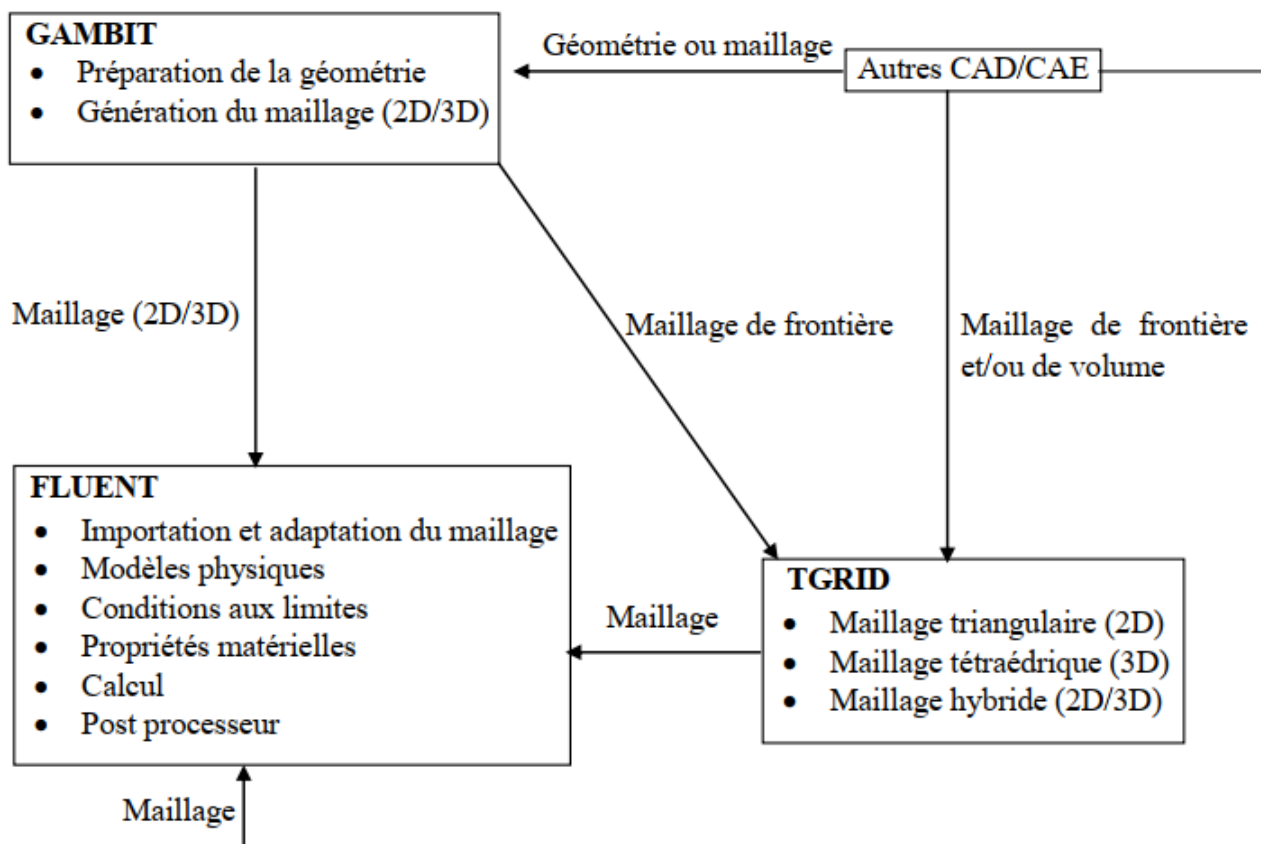 GAMBIT
• Préparation de la géométrie
• Génération du maillage (2D/3D)
Géométrie ou maillage
Autres CAD/CAE
Maillage (2D/3D)
Maillage de frontière
Maillage de frontière
et/ou de volume
FLUENT
• Importation et adaptation du maillage
• Modèles physiques
• Conditions aux limites
• Propriétés matérielles
• Calcul
• Post processeur
Maillage
TGRID
• Maillage triangulaire (2D)
• Maillage tétraédrique (3D)
• Maillage hybride (2D/3D)
Maillage